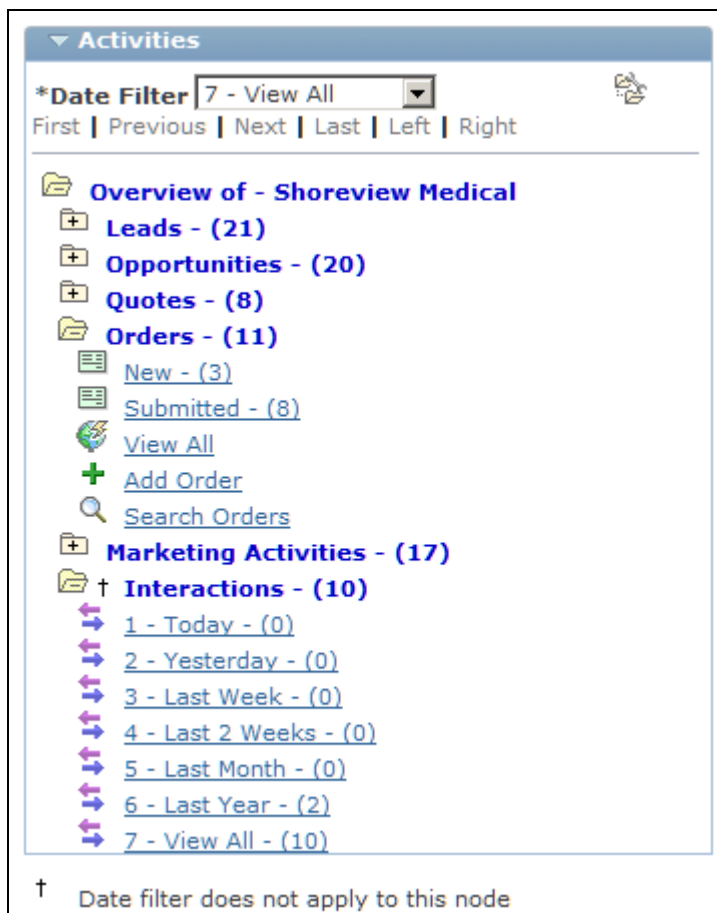 Activities
*Date Filter 7 - View All
First | Previous | Next | Last | Left | Right
Overview of - Shoreview Medical
Leads - (21)
Opportunities - (20)
Quotes - (8)
Orders - (11)
New - (3)
Submitted - (8)
View All
Add Order
Search Orders
Marketing Activities - (17)
† Interactions - (10)
1 - Today - (0)
2 - Yesterday - (0)
3 - Last Week - (0)
4 - Last 2 Weeks - (0)
5 - Last Month - (0)
6 - Last Year - (2)
7 - View All - (10)
† Date filter does not apply to this node